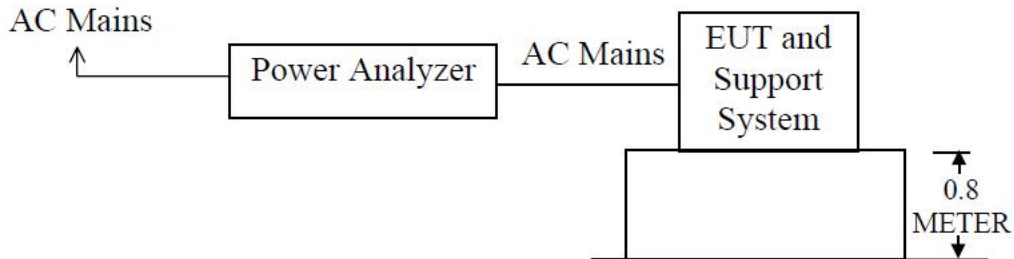 AC Mains
Power Analyzer
AC Mains
EUT and
Support
System
0.8
METER